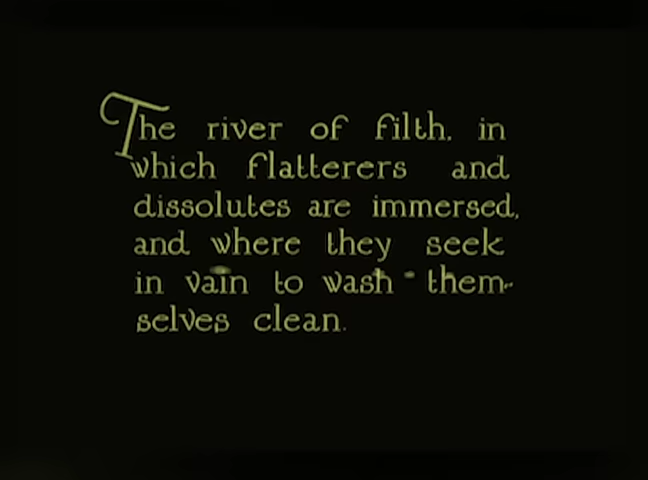 The river of filth, in
which flatterers and
dissolutes are immersed,
and where they seek
in vain to wash them-
selves clean.